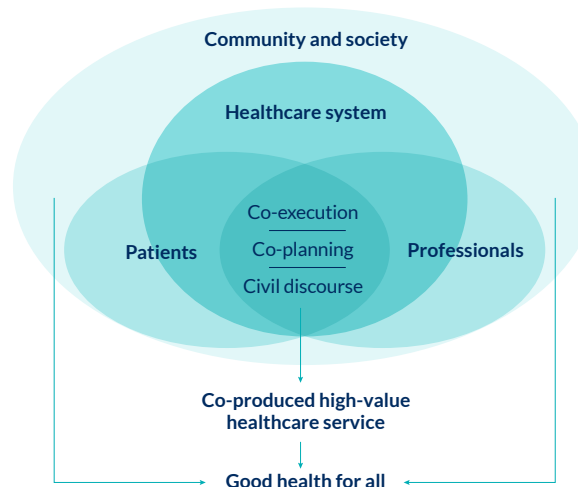 Community and society
Healthcare system
Co-execution
Co-planning
Civil discourse
Patients
Professionals
Co-produced high-value
healthcare service
Good health for all